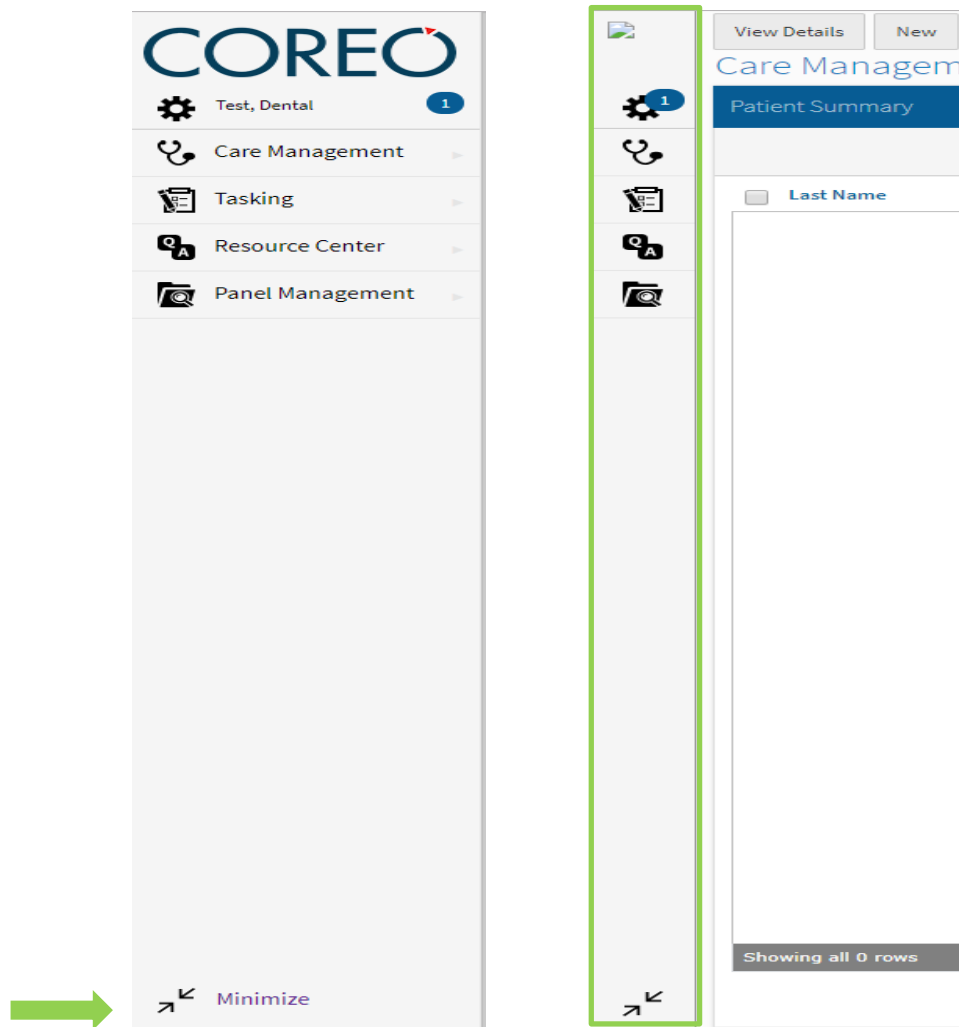 COREO
Test, Dental 1
Care Management
Tasking
Q A Resource Center
Panel Management
Minimize
1
Q A
View Details New
Care Managem
Patient Summary
Last Name
Showing all 0 rows